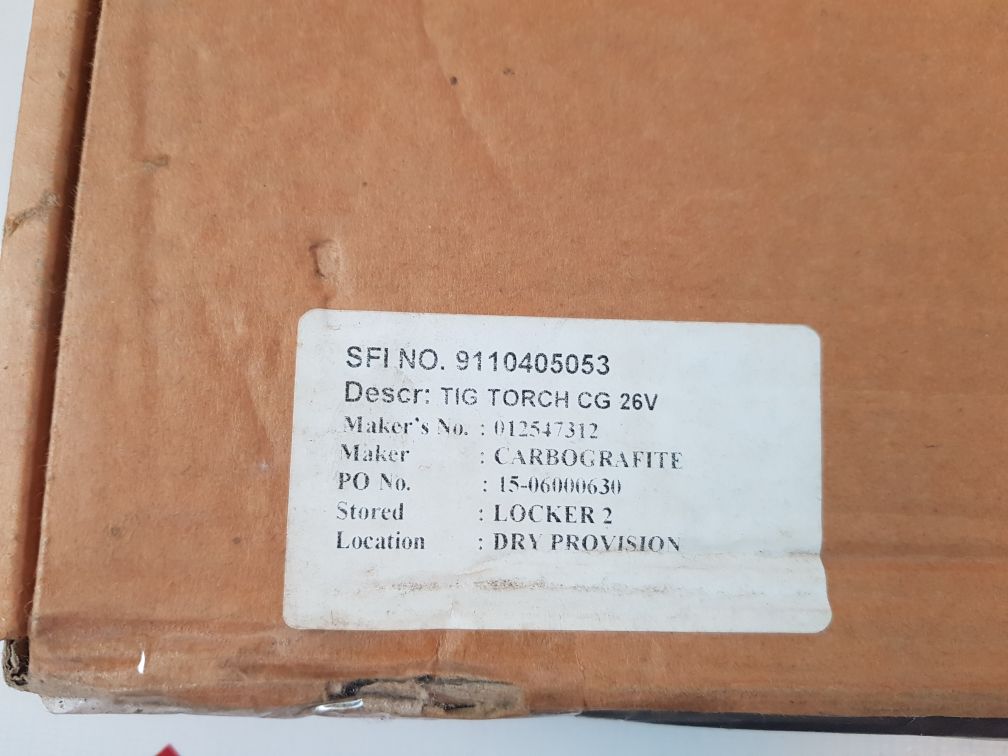 SFI NO. 9110405053
Descr: TIG TORCH CG 26V
Maker's No. : 012547312
Maker : CARBOGRAFITE
PO No. : 15-06000630
Stored : LOCKER 2
Location : DRY PROVISION